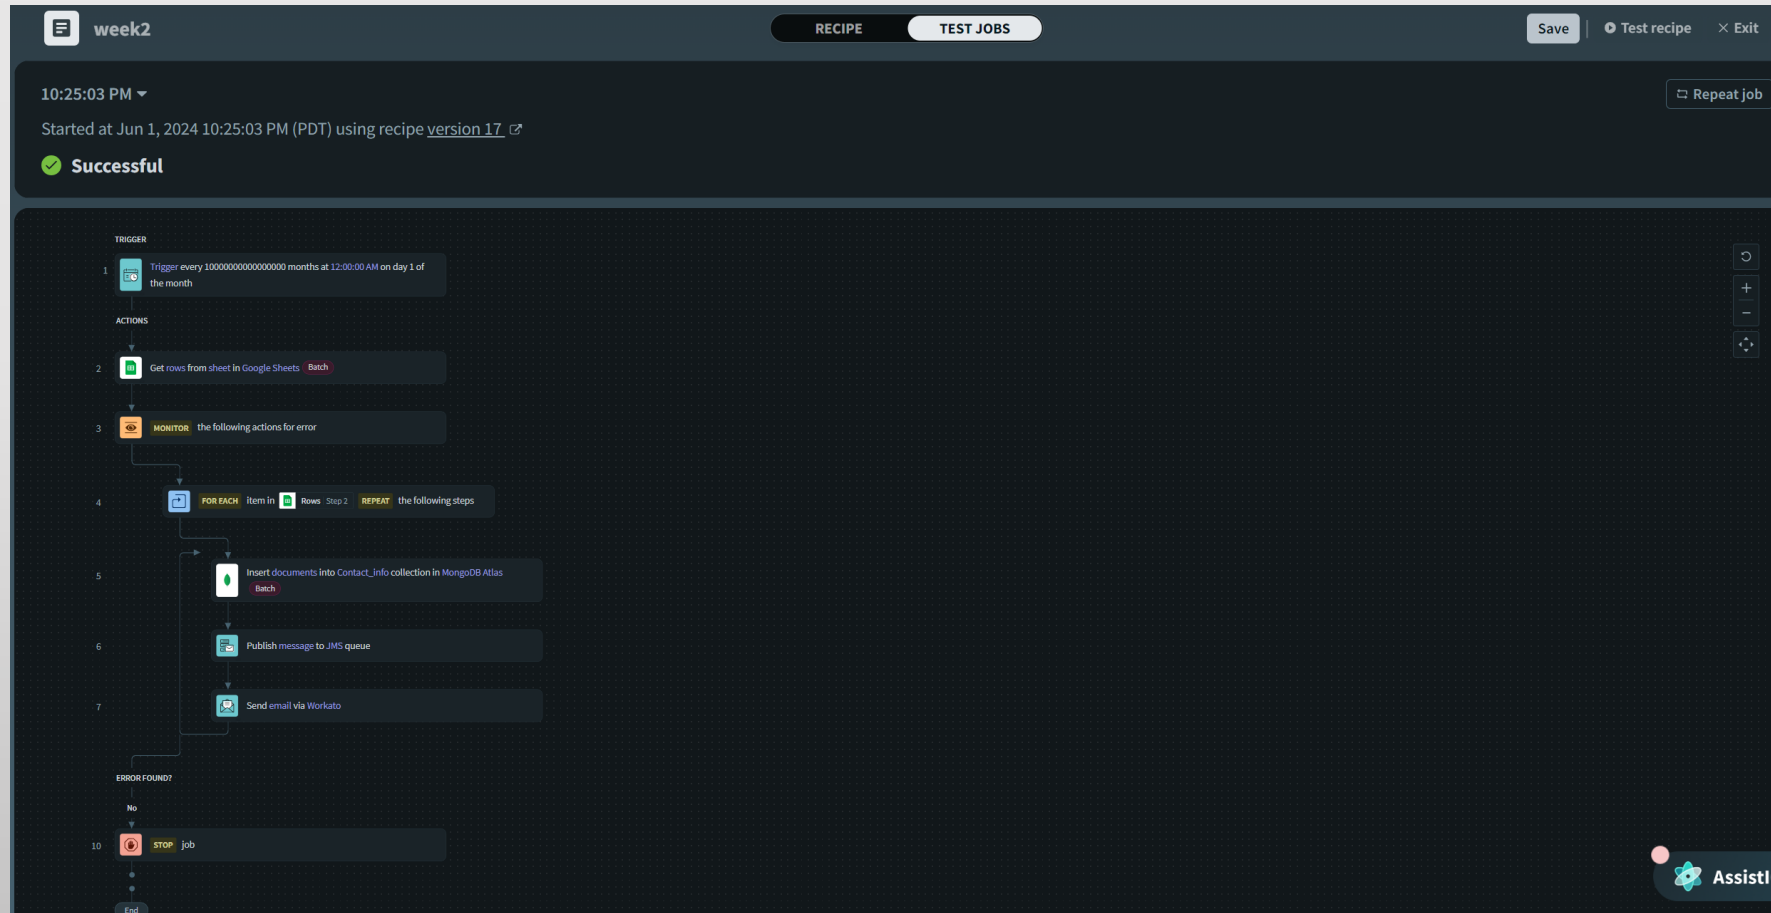 week2
RECIPE
TEST JOBS
Save
Test recipe
Exit
10:25:03 PM
Repeat job
Started at Jun 1, 2024 10:25:03 PM (PDT) using recipe version 17
Successful
TRIGGER
1
Trigger every 10000000000000000 months at 12:00:00 AM on day 1 of
the month
ACTIONS
2
Get rows from sheet in Google Sheets Batch
3
MONITOR the following actions for error
4
FOR EACH item in Rows Step 2 REPEAT the following steps
5
Insert documents into Contact_info collection in MongoDB Atlas
Batch
6
Publish message to JMS queue
7
Send email via Workato
ERROR FOUND?
No
10
STOP job
End
AssistI